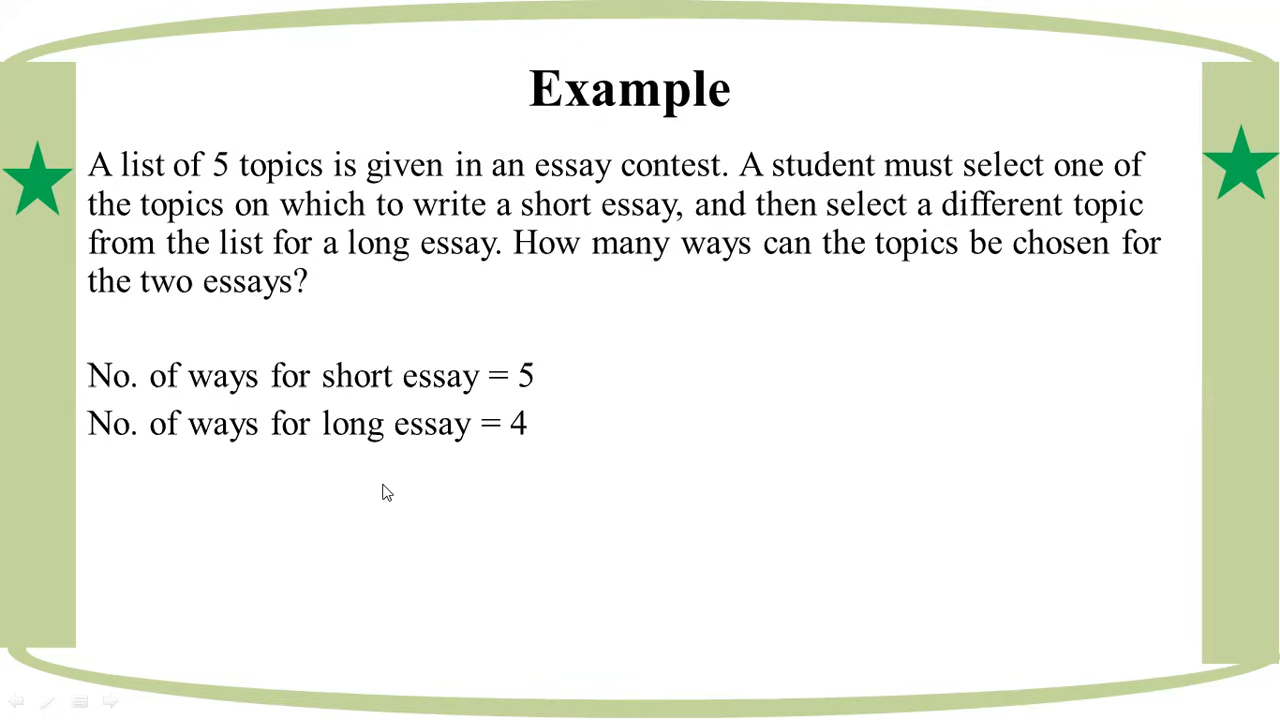 Example
A list of 5 topics is given in an essay contest. A student must select one of
the topics on which to write a short essay, and then select a different topic
from the list for a long essay. How many ways can the topics be chosen for
the two essays?
No. of ways for short essay = 5
No. of ways for long essay = 4